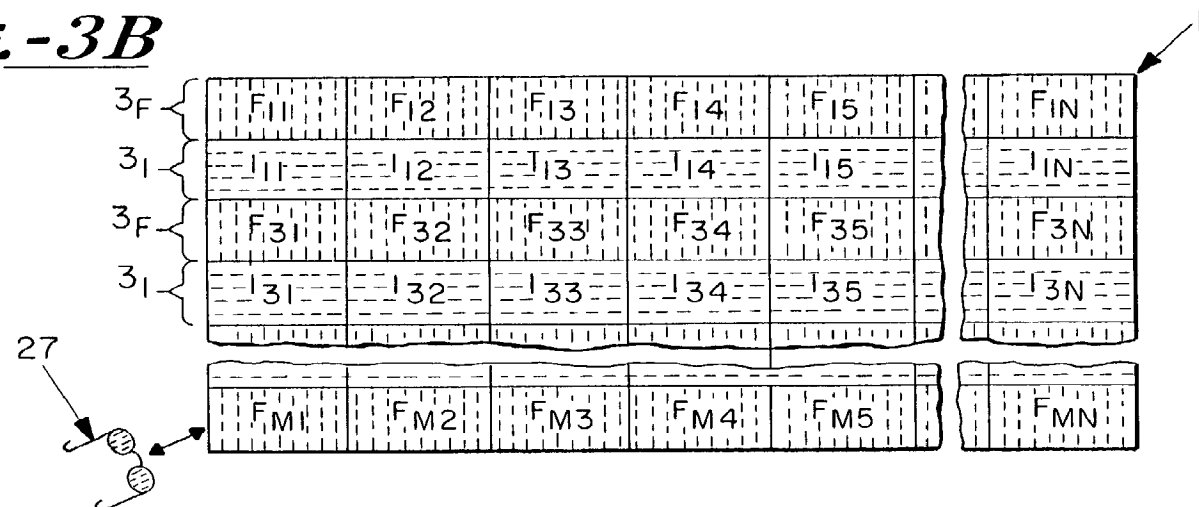 -3B
3F F11 F12 F13 F14 F15 F1N
3I I11 I12 I13 I14 I15 I1N
3F F31 F32 F33 F34 F35 F3N
3I I31 I32 I33 I34 I35 I3N
27
FM1 FM2 FM3 FM4 FM5 FMN